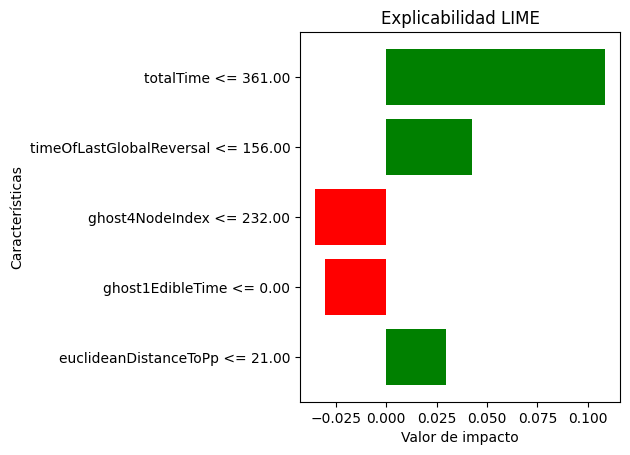 Explicabilidad LIME
Características
totalTime <= 361.00
timeOfLastGlobalReversal <= 156.00
ghost4NodeIndex <= 232.00
ghost1EdibleTime <= 0.00
euclideanDistanceToPp <= 21.00
−0.025 0.000 0.025 0.050 0.075 0.100
Valor de impacto